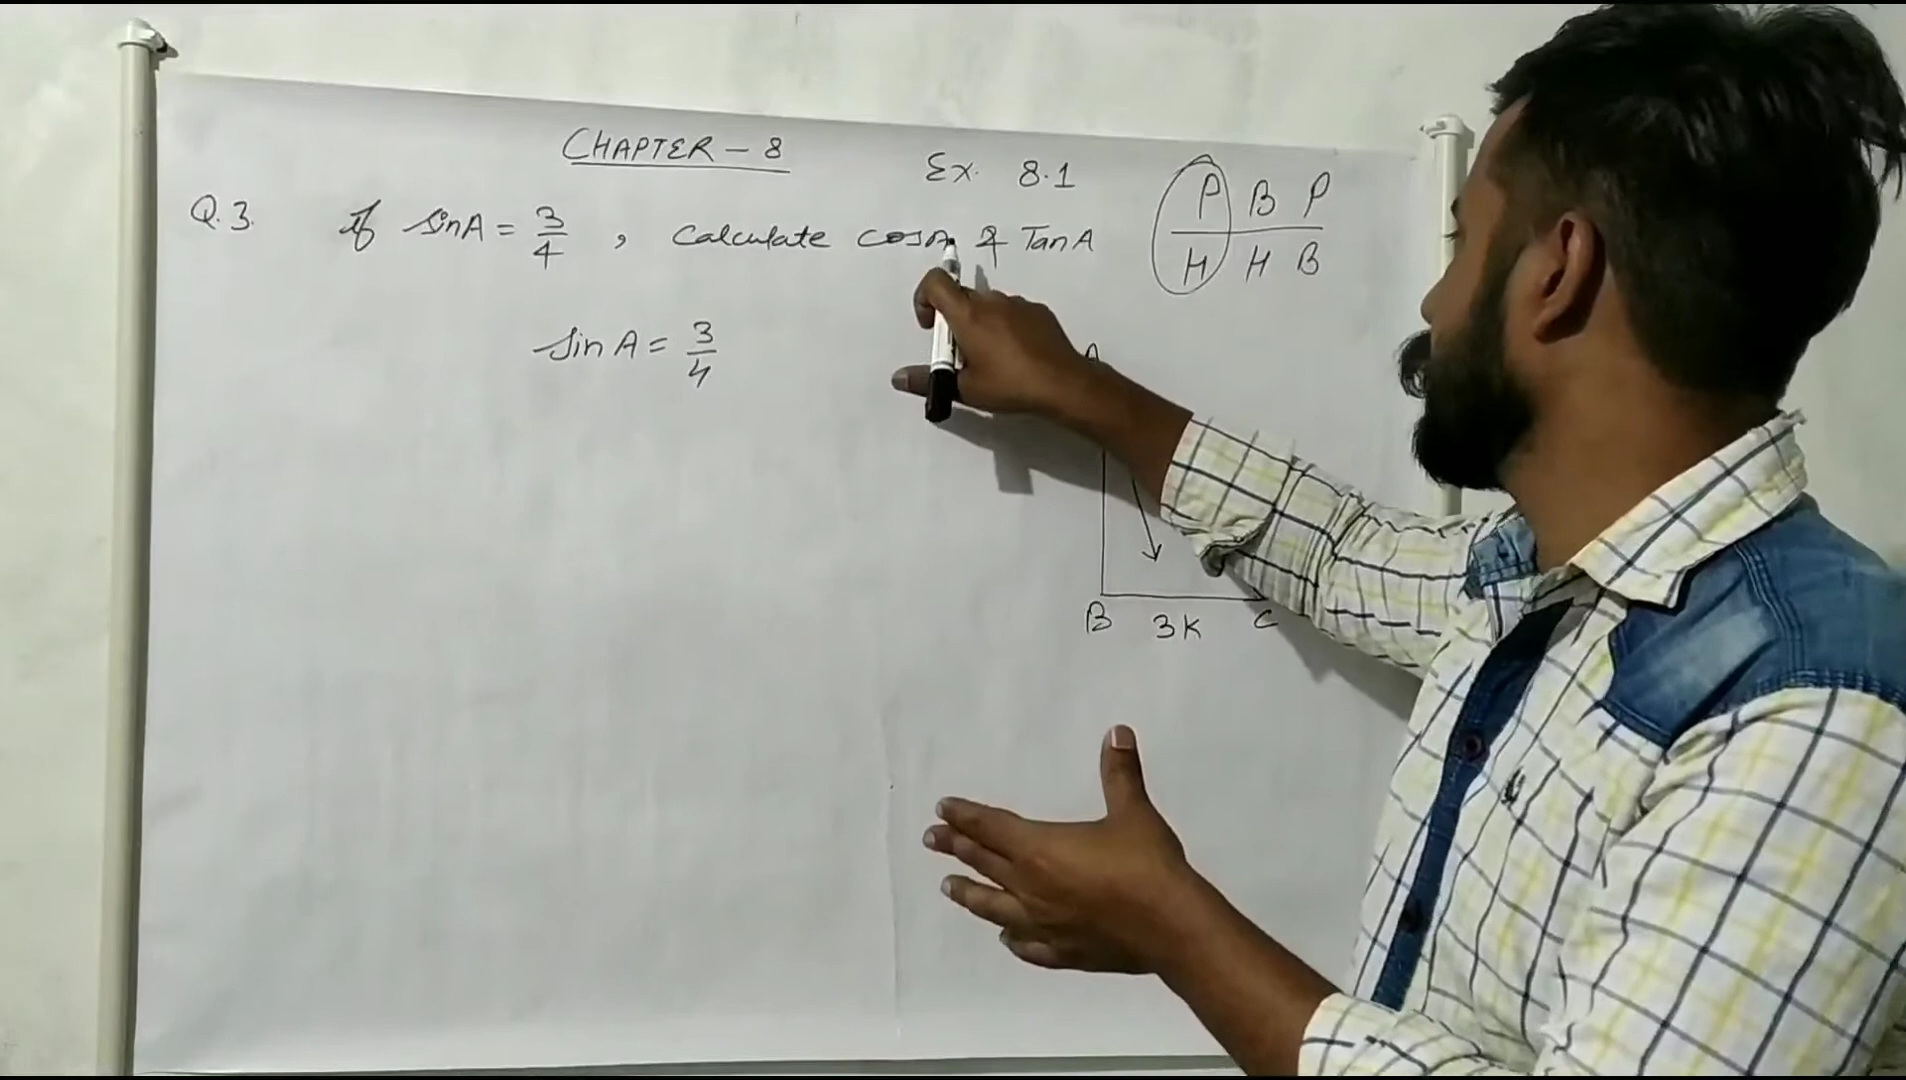 CHAPTER – 8
Ex. 8.1
Q.3. If sinA = 3/4 , calculate cosA & TanA
P B P
H H B
sin A = 3/4
A
B 3K C